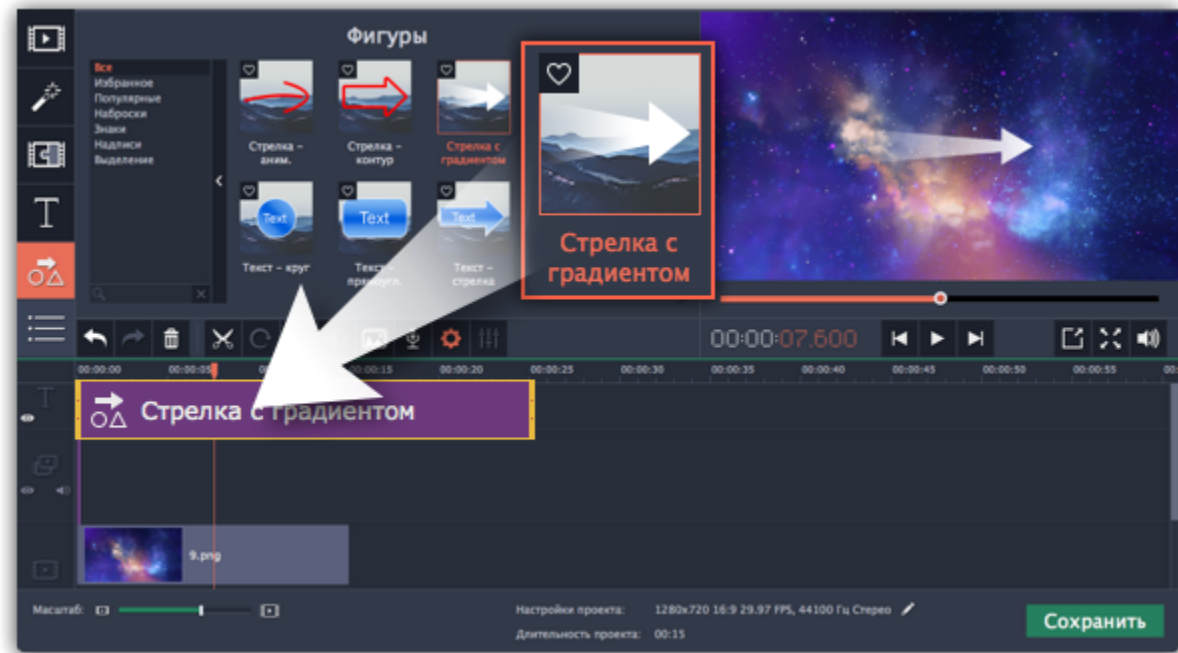 Фигуры
Все
Избранное
Популярные
Наброски
Знаки
Надписи
Выделение
Стрелка –
аним.
Стрелка –
контур
Стрелка с
градиентом
Text
Text
Text
Текст – круг
Текст –
прямоугл.
Текст –
стрелка
Стрелка с
градиентом
00:00:07.600
00:00:00
00:00:05
00:00:15
00:00:20
00:00:25
00:00:30
00:00:35
00:00:40
00:00:45
00:00:50
00:00:55
Стрелка с градиентом
9.png
Масштаб:
Настройки проекта: 1280x720 16:9 29.97 FPS, 44100 Гц Стерео
Длительность проекта: 00:15
Сохранить